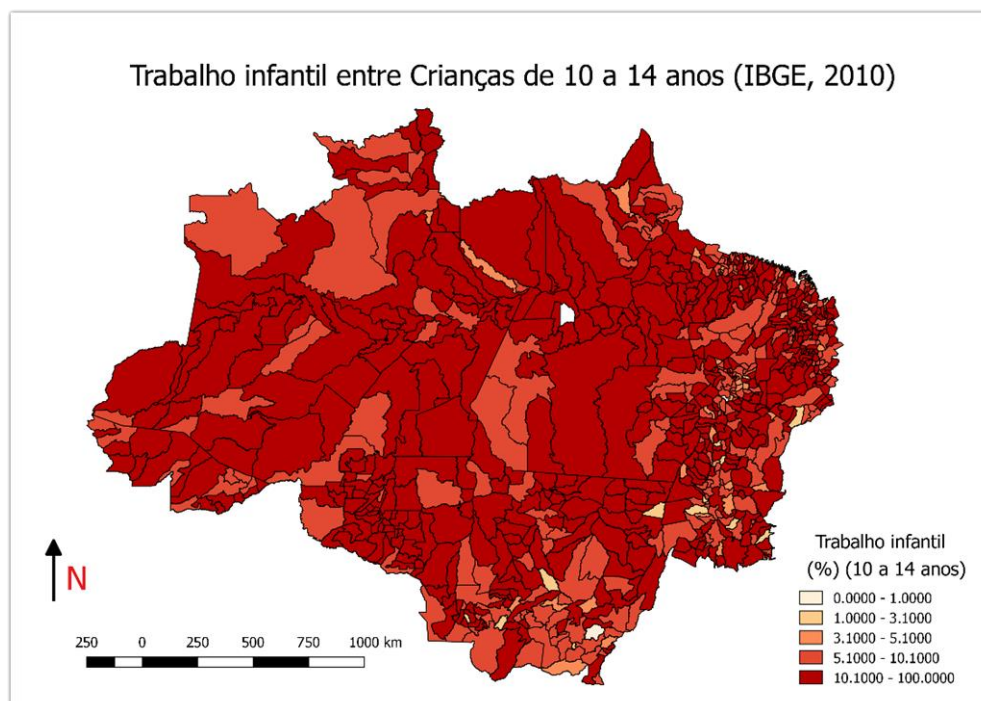 Trabalho infantil entre Crianças de 10 a 14 anos (IBGE, 2010)
N
250 0 250 500 750 1000 km
Trabalho infantil
(%) (10 a 14 anos)
0.0000 - 1.0000
1.0000 - 3.1000
3.1000 - 5.1000
5.1000 - 10.1000
10.1000 - 100.0000